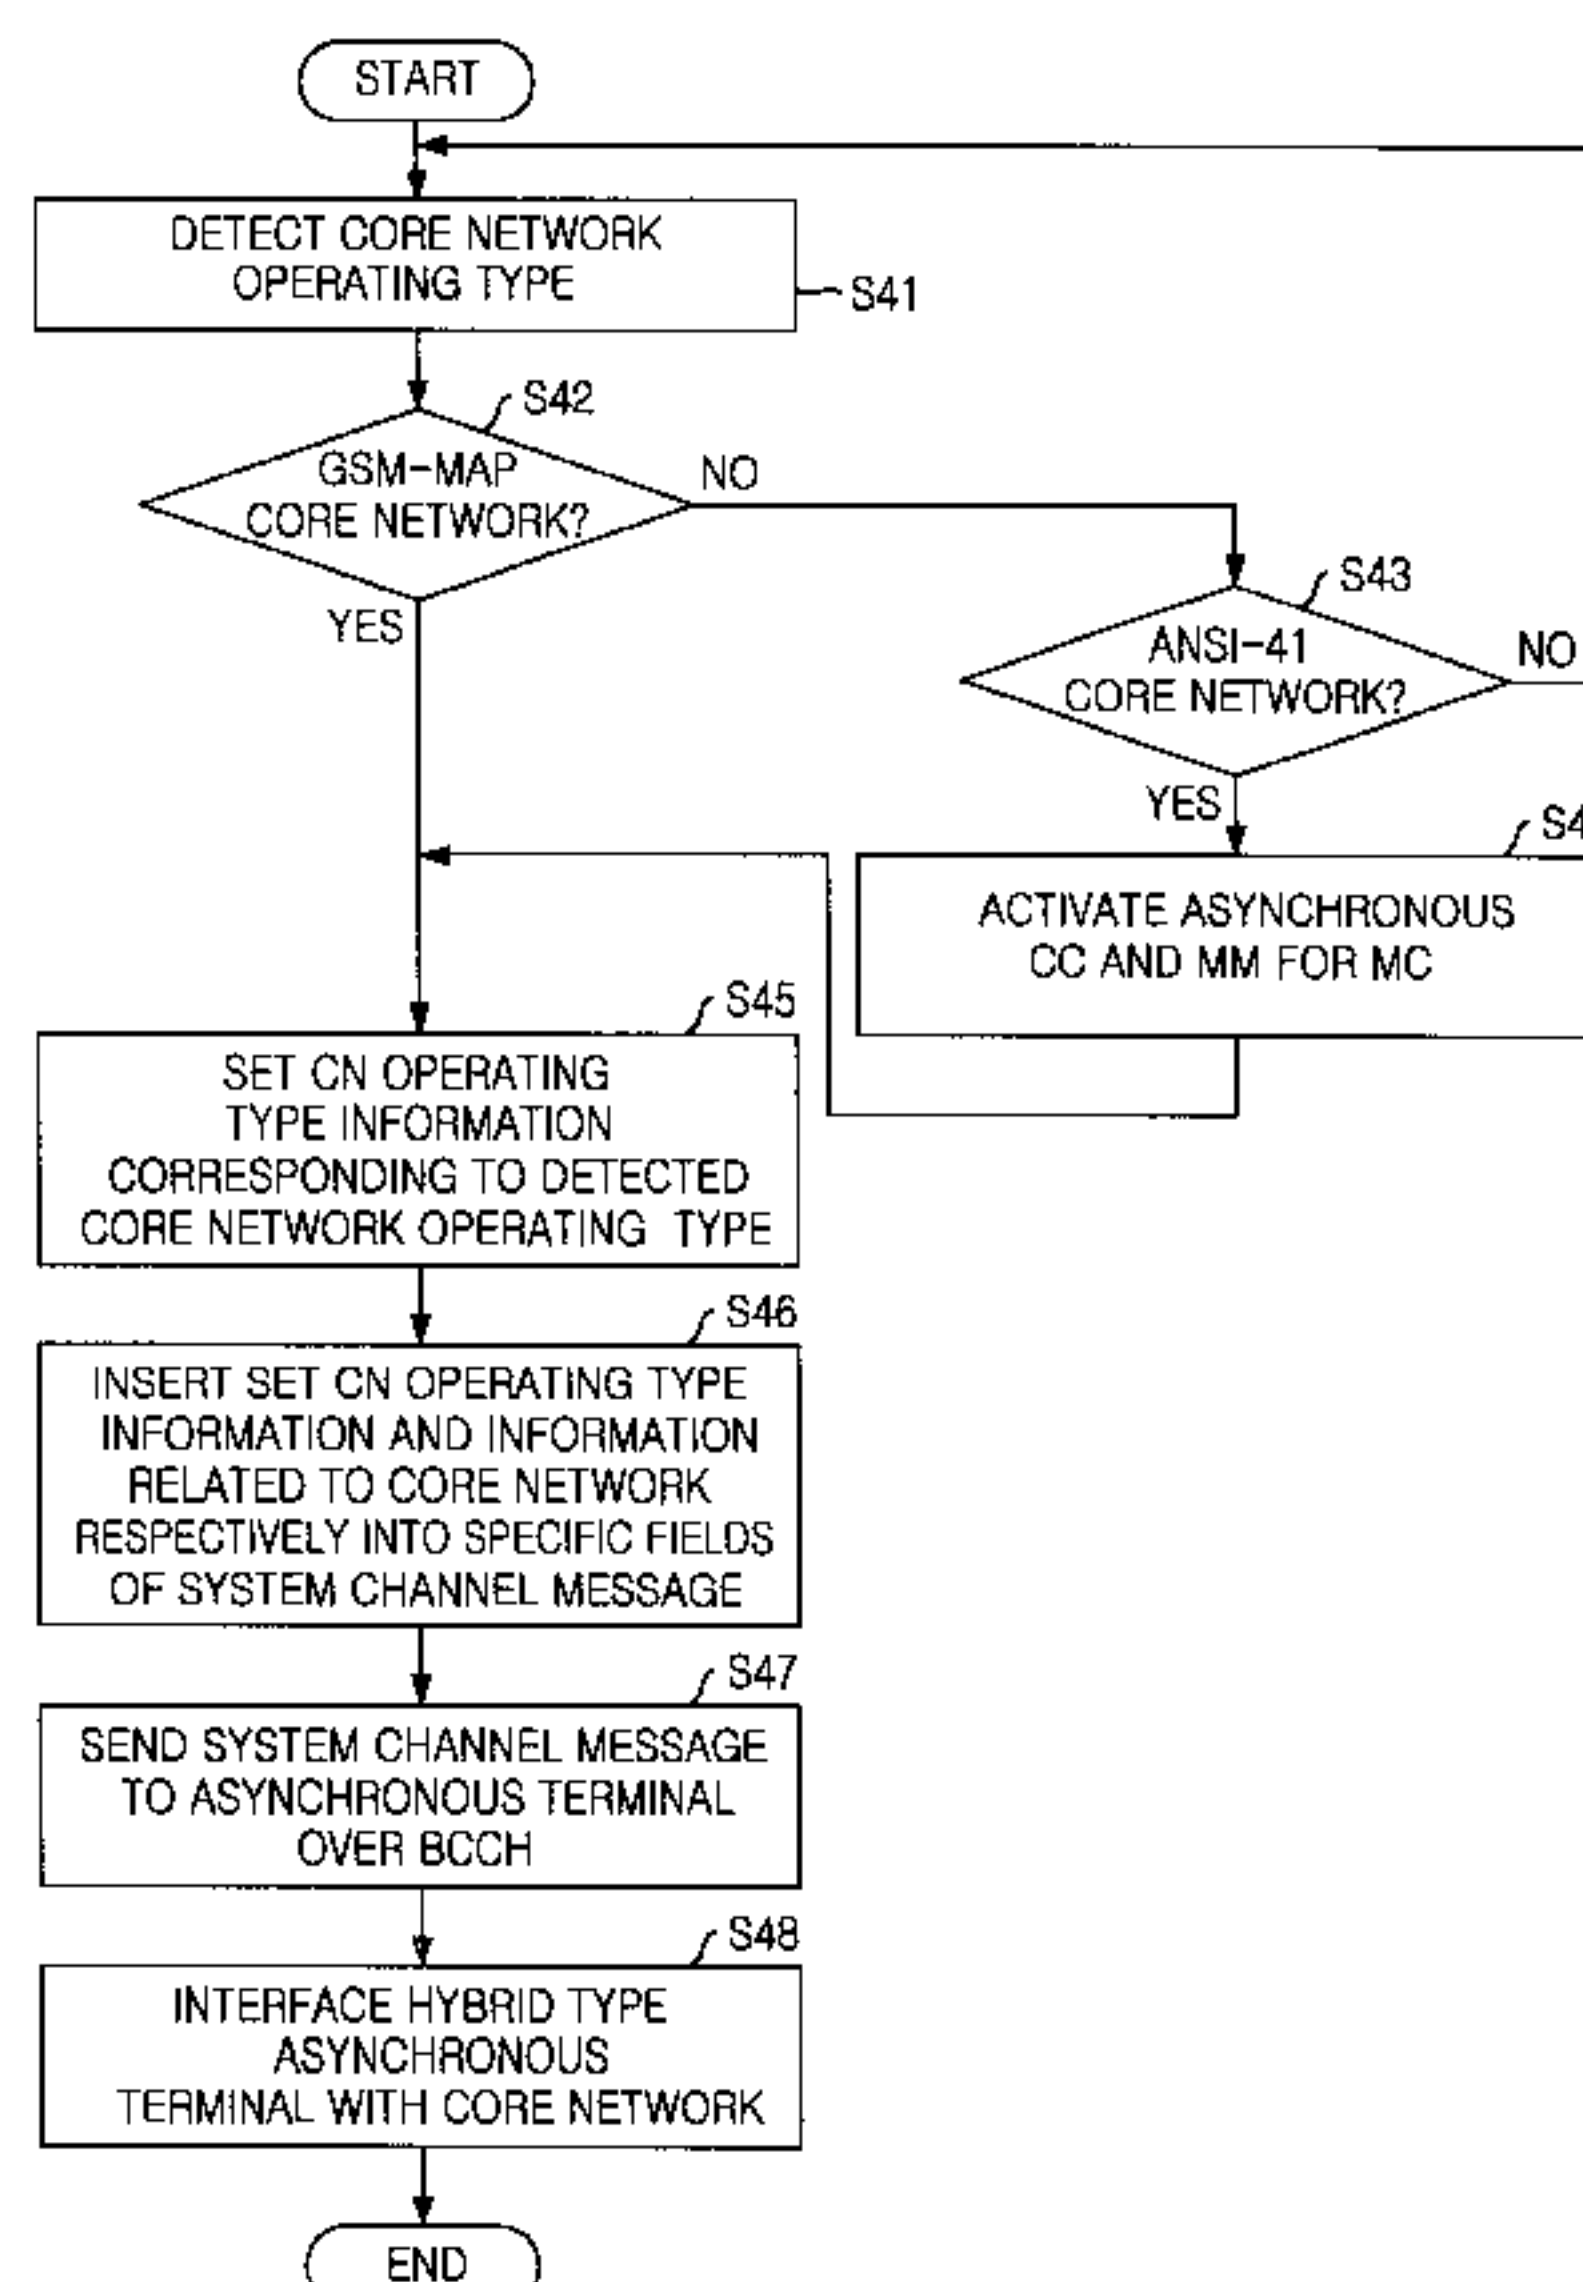 START
DETECT CORE NETWORK
OPERATING TYPE
S41
S42
GSM-MAP
CORE NETWORK?
NO
YES
S43
ANSI-41
CORE NETWORK?
NO
YES
ACTIVATE ASYNCHRONOUS
CC AND MM FOR MC
S45
SET CN OPERATING
TYPE INFORMATION
CORRESPONDING TO DETECTED
CORE NETWORK OPERATING TYPE
S46
INSERT SET CN OPERATING TYPE
INFORMATION AND INFORMATION
RELATED TO CORE NETWORK
RESPECTIVELY INTO SPECIFIC FIELDS
OF SYSTEM CHANNEL MESSAGE
S47
SEND SYSTEM CHANNEL MESSAGE
TO ASYNCHRONOUS TERMINAL
OVER BCCH
S48
INTERFACE HYBRID TYPE
ASYNCHRONOUS
TERMINAL WITH CORE NETWORK
END